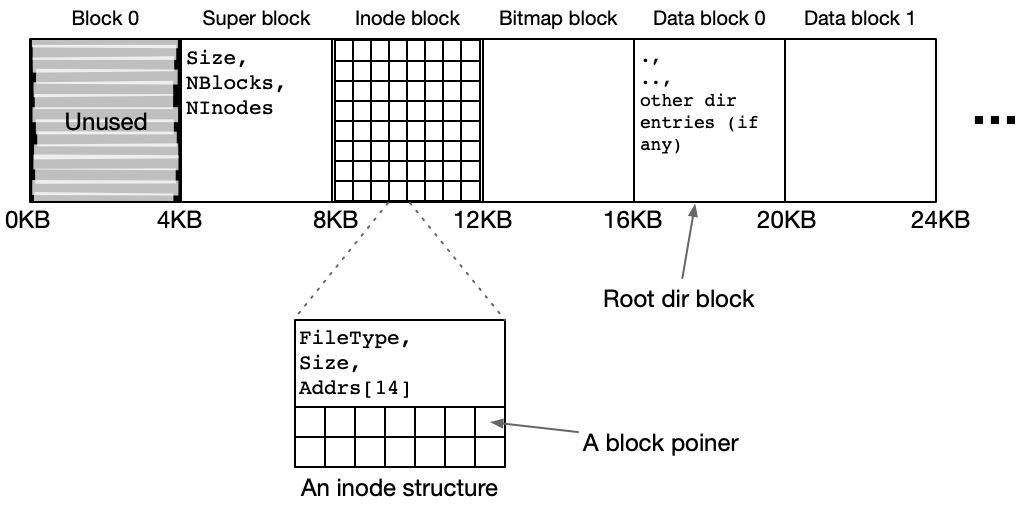 Block 0
Super block
Inode block
Bitmap block
Data block 0
Data block 1
Unused
Size,
NBlocks,
NInodes
.,
..,
other dir
entries (if
any)
0KB
4KB
8KB
12KB
16KB
20KB
24KB
Root dir block
FileType,
Size,
Addrs[14]
A block poiner
An inode structure